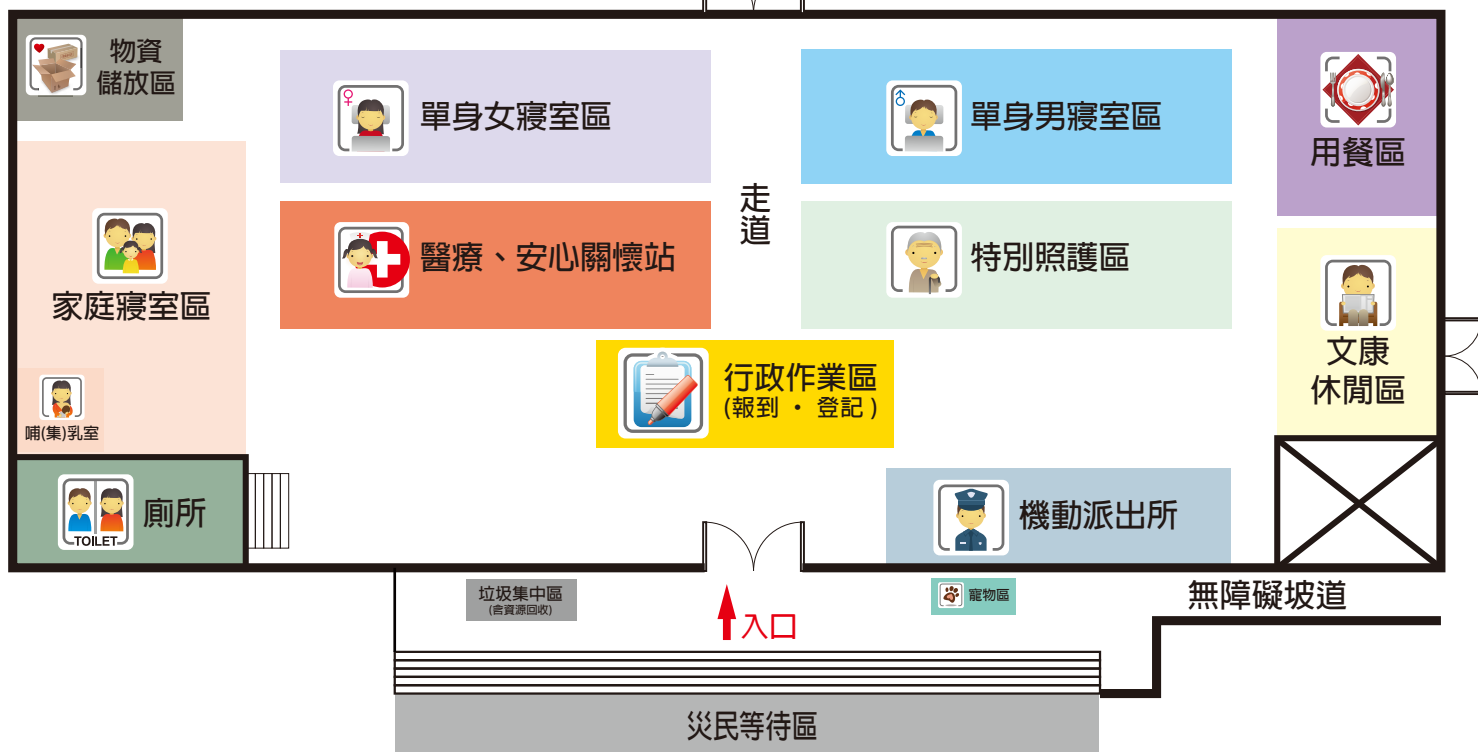 物資
儲放區
單身女寢室區
單身男寢室區
用餐區
走道
家庭寢室區
醫療、安心關懷站
特別照護區
文康
休閒區
行政作業區
(報到 · 登記)
哺(集)乳室
TOILET
廁所
機動派出所
垃圾集中區
(含資源回收)
入口
寵物區
無障礙坡道
災民等待區